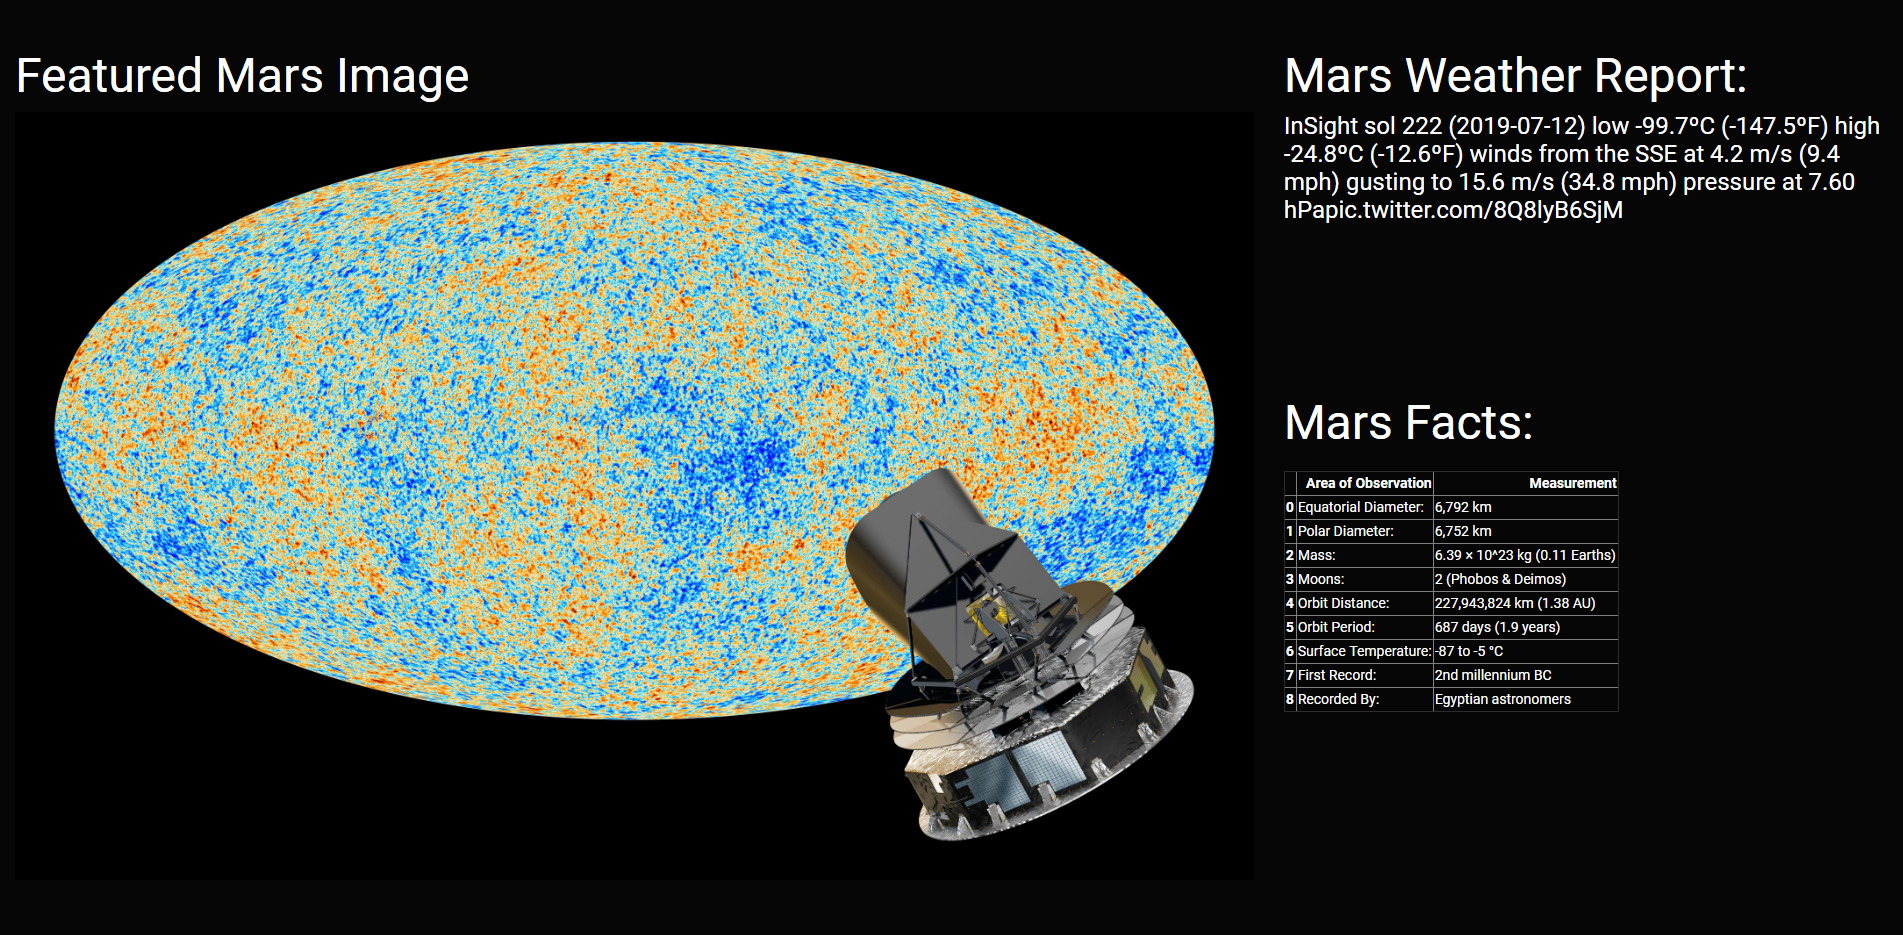 Featured Mars Image
Mars Weather Report:
InSight sol 222 (2019-07-12) low -99.7ºC (-147.5ºF) high
-24.8ºC (-12.6ºF) winds from the SSE at 4.2 m/s (9.4
mph) gusting to 15.6 m/s (34.8 mph) pressure at 7.60
hPapic.twitter.com/8Q8lyB6SjM
Mars Facts:
Area of Observation Measurement
0 Equatorial Diameter: 6,792 km
1 Polar Diameter: 6,752 km
2 Mass: 6.39 × 10^23 kg (0.11 Earths)
3 Moons: 2 (Phobos & Deimos)
4 Orbit Distance: 227,943,824 km (1.38 AU)
5 Orbit Period: 687 days (1.9 years)
6 Surface Temperature: -87 to -5 °C
7 First Record: 2nd millennium BC
8 Recorded By: Egyptian astronomers